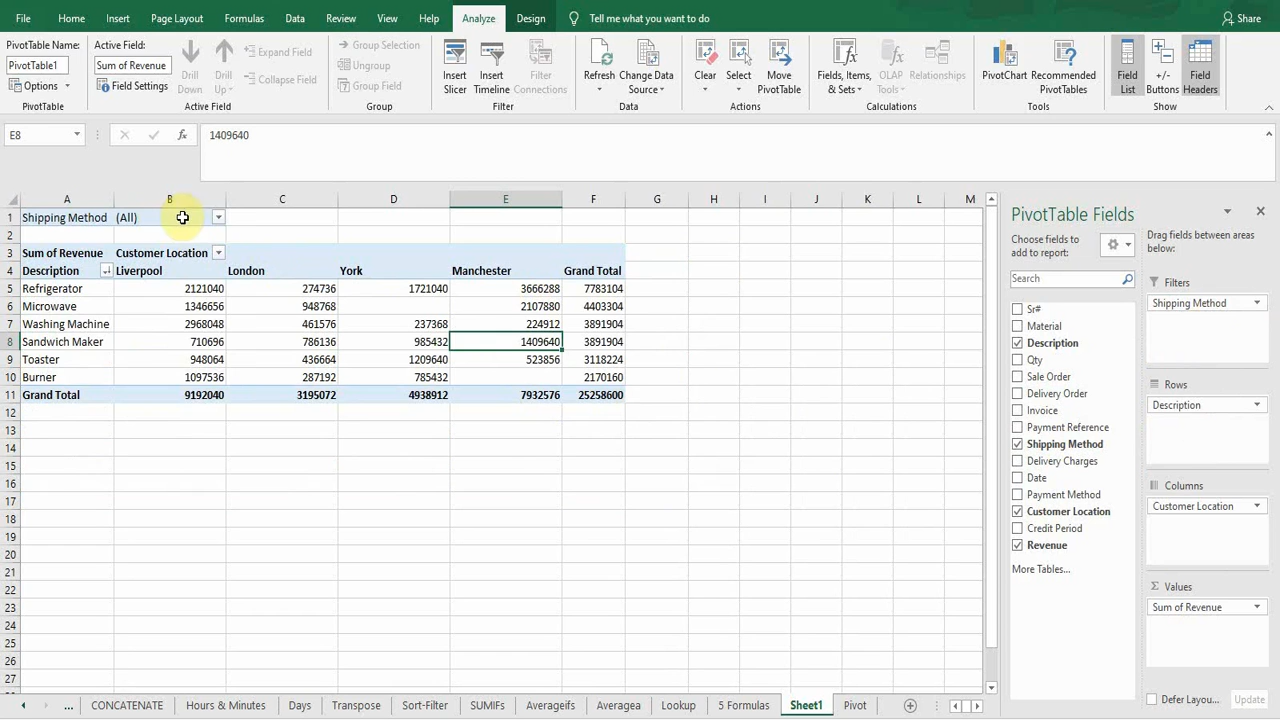 File Home Insert Page Layout Formulas Data Review View Help Analyze Design Tell me what you want to do Share
PivotTable Name:
PivotTable1
Options
PivotTable
Active Field:
Sum of Revenue
Field Settings
Drill
Down
Drill
Up
Expand Field
Collapse Field
Active Field
Group Selection
Ungroup
Group Field
Group
Insert
Slicer
Insert
Timeline
Filter
Connections
Filter
Refresh
Change Data
Source
Data
Clear
Select
Move
PivotTable
Actions
Fields, Items,
& Sets
OLAP
Tools
Relationships
Calculations
PivotChart
Recommended
PivotTables
Tools
Field
List
+/-
Buttons
Field
Headers
Show
E8 fx 1409640
A B C D E F G H I J K L M
1 Shipping Method (All)
2
3 Sum of Revenue Customer Location
4 Description Liverpool London York Manchester Grand Total
5 Refrigerator 2121040 274736 1721040 3666288 7783104
6 Microwave 1346656 948768 2107880 4403304
7 Washing Machine 2968048 461576 237368 224912 3891904
8 Sandwich Maker 710696 786136 985432 1409640 3891904
9 Toaster 948064 436664 1209640 523856 3118224
10 Burner 1097536 287192 785432 2170160
11 Grand Total 9192040 3195072 4938912 7932576 25258600
12
13
14
15
16
17
18
19
20
21
22
23
24
25
26
27
PivotTable Fields
Choose fields to add to report:
Search
Sr#
Material
Description
Qty
Sale Order
Delivery Order
Invoice
Payment Reference
Shipping Method
Delivery Charges
Date
Payment Method
Customer Location
Credit Period
Revenue
More Tables...
Drag fields between areas below:
Filters
Shipping Method
Rows
Description
Columns
Customer Location
Σ Values
Sum of Revenue
Defer Layou... Update
... CONCATENATE Hours & Minutes Days Transpose Sort-Filter SUMIFs Andorgeifs Averagea Lookup 5 Formulas Sheet1 Pivot